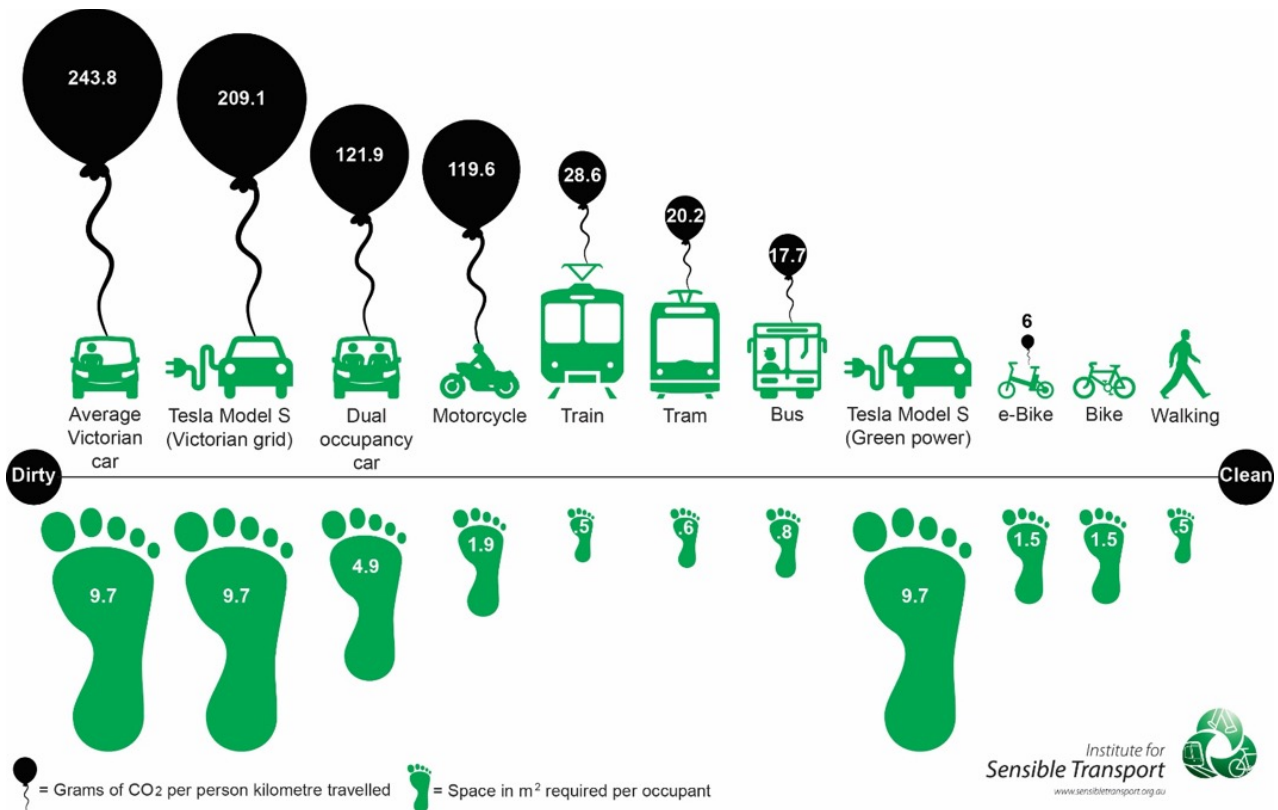 243.8
209.1
121.9
119.6
28.6
20.2
17.7
6
Average
Victorian
car
Tesla Model S
(Victorian grid)
Dual
occupancy
car
Motorcycle
Train
Tram
Bus
Tesla Model S
(Green power)
e-Bike
Bike
Walking
Dirty
Clean
9.7
9.7
4.9
1.9
.5
.6
.8
9.7
1.5
1.5
.5
= Grams of CO2 per person kilometre travelled
= Space in m² required per occupant
Institute for
Sensible Transport
www.sensibletransport.org.au